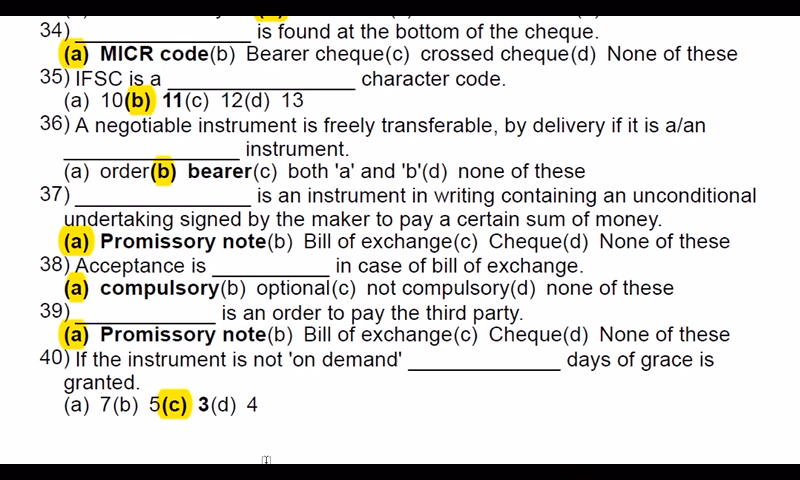 34) _______________ is found at the bottom of the cheque.
(a) MICR code(b) Bearer cheque(c) crossed cheque(d) None of these
35) IFSC is a ________________ character code.
(a) 10(b) 11(c) 12(d) 13
36) A negotiable instrument is freely transferable, by delivery if it is a/an
_______________ instrument.
(a) order(b) bearer(c) both 'a' and 'b'(d) none of these
37) _______________ is an instrument in writing containing an unconditional
undertaking signed by the maker to pay a certain sum of money.
(a) Promissory note(b) Bill of exchange(c) Cheque(d) None of these
38) Acceptance is __________ in case of bill of exchange.
(a) compulsory(b) optional(c) not compulsory(d) none of these
39) ____________ is an order to pay the third party.
(a) Promissory note(b) Bill of exchange(c) Cheque(d) None of these
40) If the instrument is not 'on demand' _____________ days of grace is
granted.
(a) 7(b) 5(c) 3(d) 4